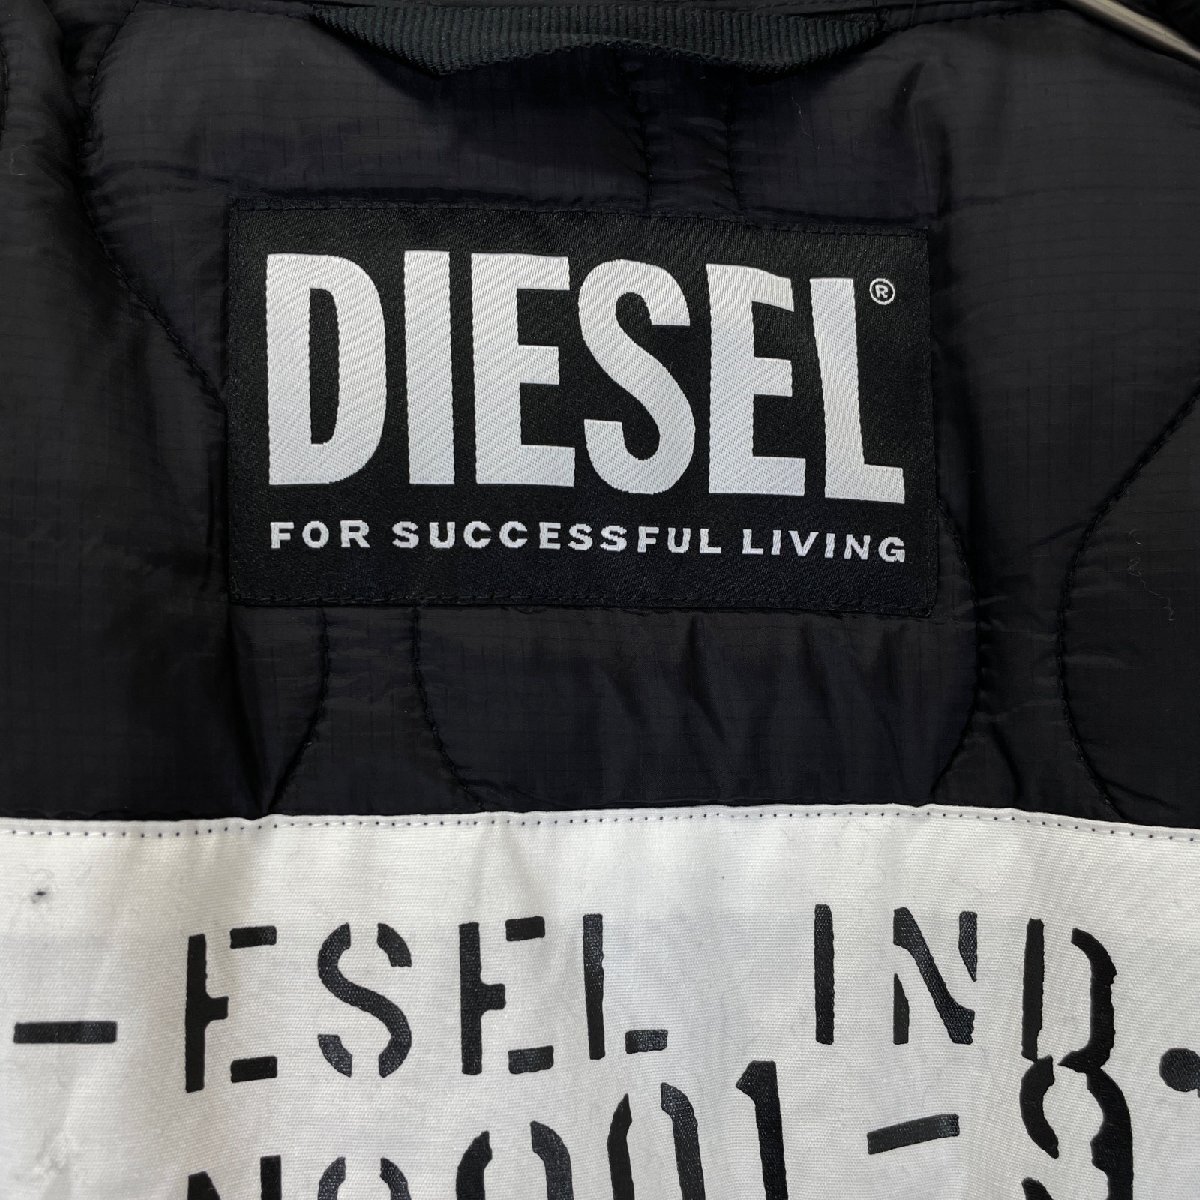 DIESEL®
FOR SUCCESSFUL LIVING
-ESEL IND.